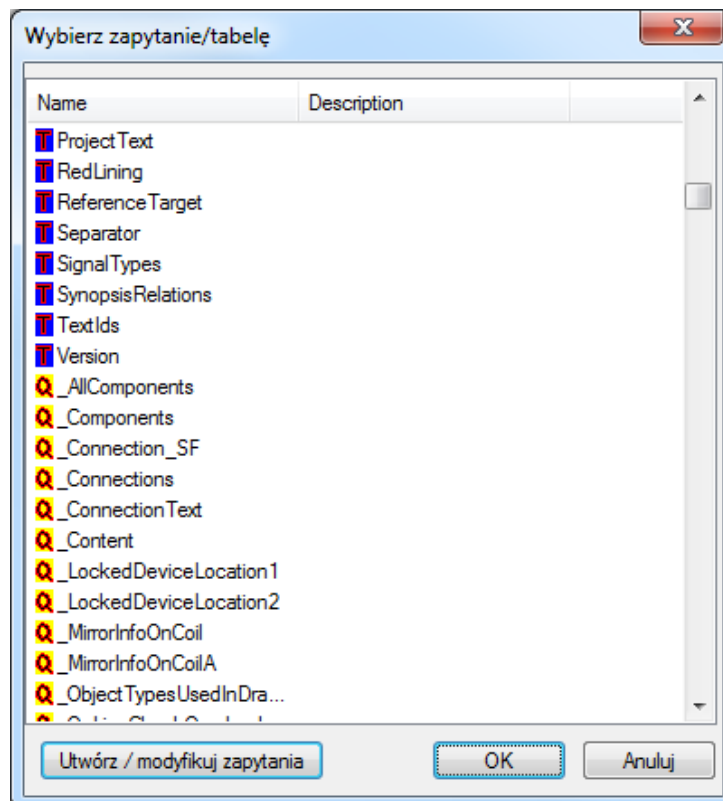 Wybierz zapytanie/tabelę
Name Description
T ProjectText
T RedLining
T ReferenceTarget
T Separator
T SignalTypes
T SynopsisRelations
T TextIds
T Version
Q _AllComponents
Q _Components
Q _Connection_SF
Q _Connections
Q _ConnectionText
Q _Content
Q _LockedDeviceLocation1
Q _LockedDeviceLocation2
Q _MirrorInfoOnCoil
Q _MirrorInfoOnCoilA
Q _ObjectTypesUsedInDra...
Utwórz / modyfikuj zapytania OK Anuluj